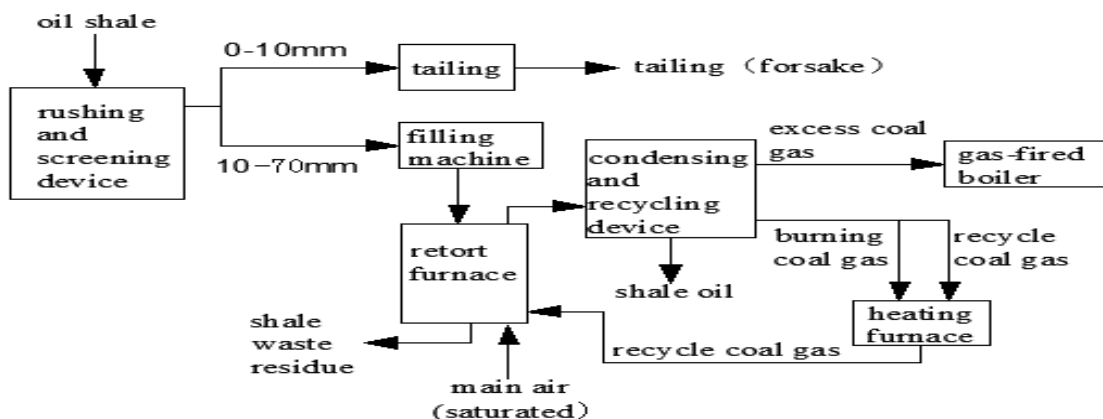 oil shale
0-10mm
tailing
tailing (forsake)
rushing
and
screening
device
10-70mm
filling
machine
condensing
and
recycling
device
excess coal
gas
gas-fired
boiler
retort
furnace
burning
coal gas
recycle
coal gas
shale oil
heating
furnace
shale
waste
residue
recycle coal gas
main air
(saturated)